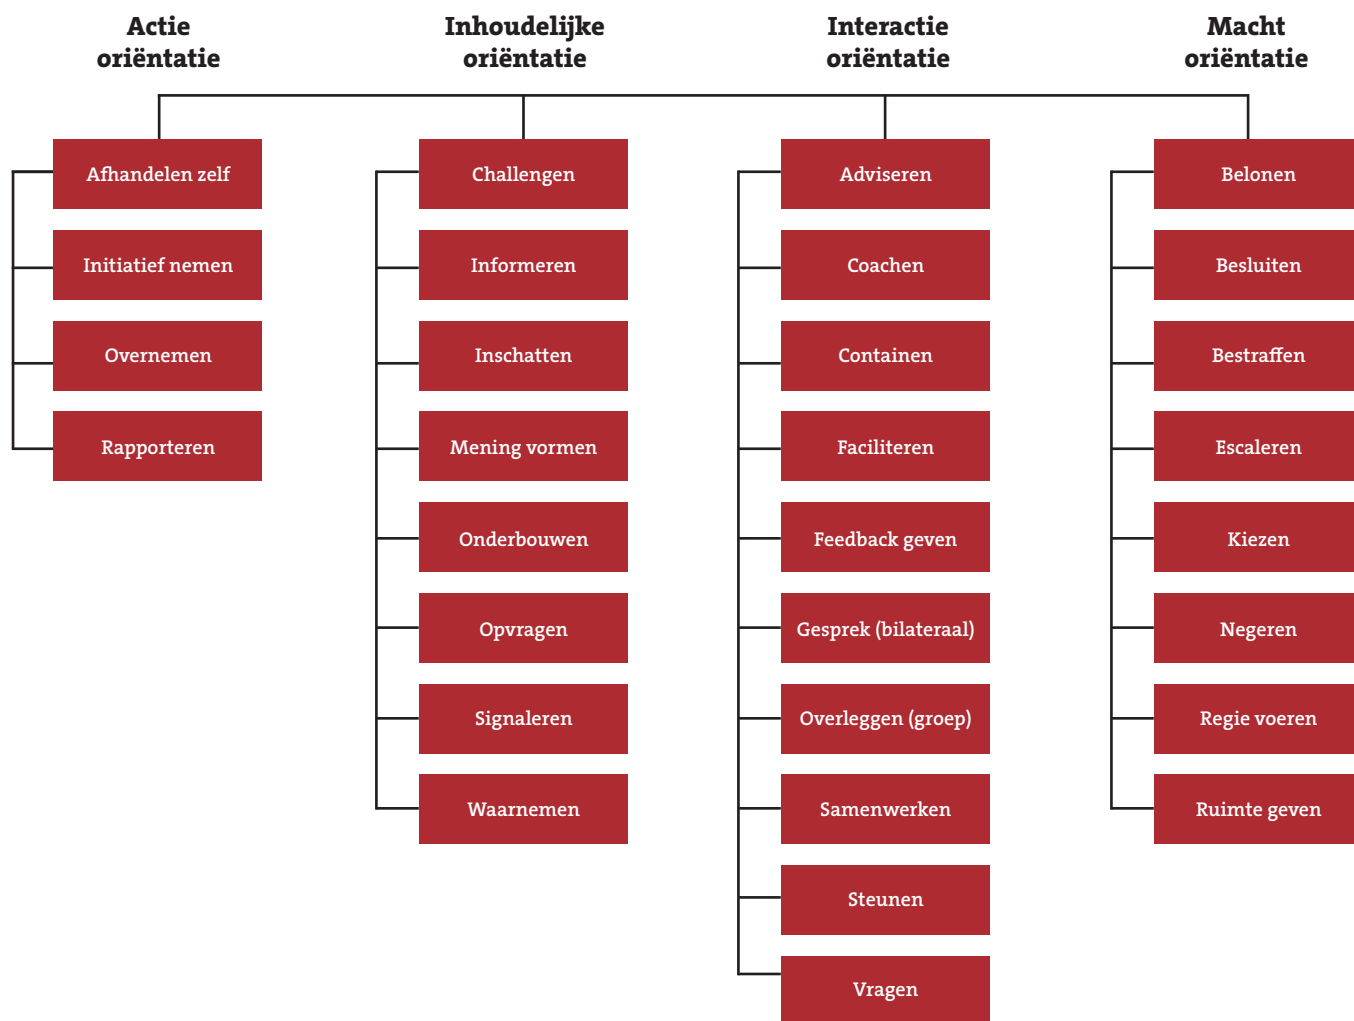 Actie
oriëntatie
Inhoudelijke
oriëntatie
Interactie
oriëntatie
Macht
oriëntatie
Afhandelen zelf
Initiatief nemen
Overnemen
Rapporteren
Challengen
Informeren
Inschatten
Mening vormen
Onderbouwen
Opvragen
Signaleren
Waarnemen
Adviseren
Coachen
Containen
Faciliteren
Feedback geven
Gesprek (bilateraal)
Overleggen (groep)
Samenwerken
Steunen
Vragen
Belonen
Besluiten
Bestraffen
Escaleren
Kiezen
Negeren
Regie voeren
Ruimte geven